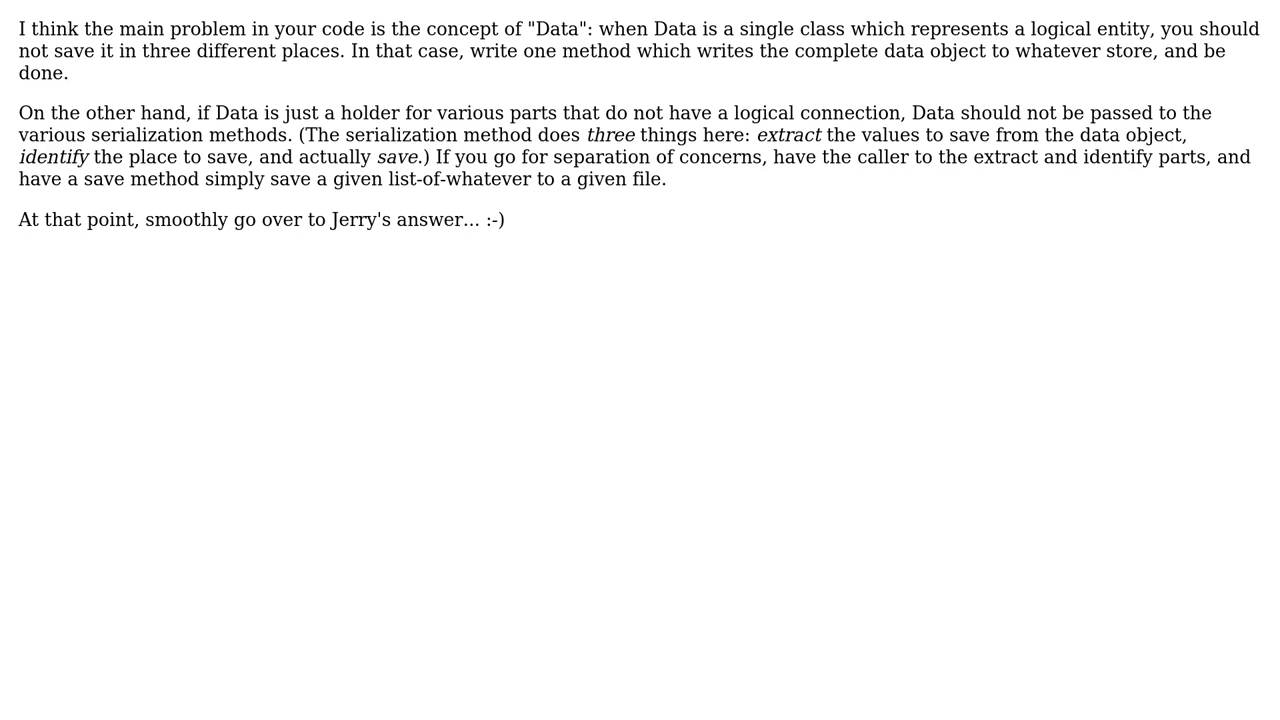 I think the main problem in your code is the concept of "Data": when Data is a single class which represents a logical entity, you should
not save it in three different places. In that case, write one method which writes the complete data object to whatever store, and be
done.
On the other hand, if Data is just a holder for various parts that do not have a logical connection, Data should not be passed to the
various serialization methods. (The serialization method does three things here: extract the values to save from the data object,
identify the place to save, and actually save.) If you go for separation of concerns, have the caller to the extract and identify parts, and
have a save method simply save a given list-of-whatever to a given file.
At that point, smoothly go over to Jerry's answer... :-)